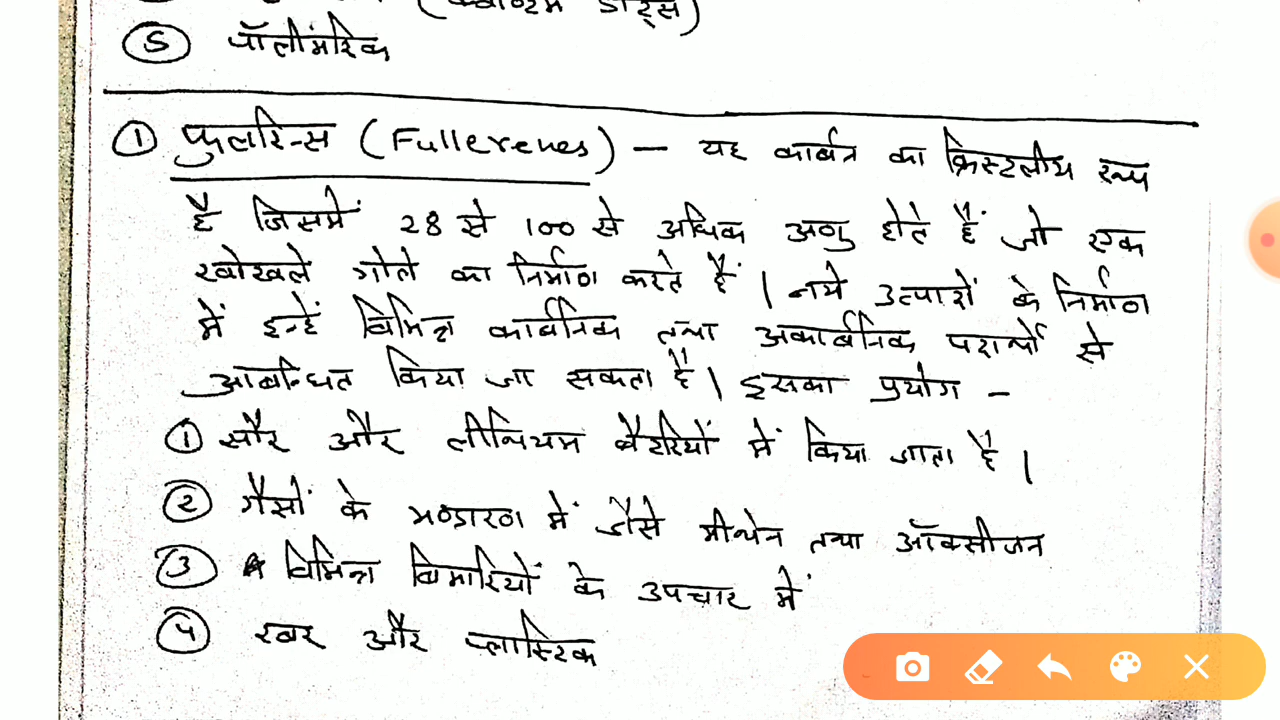 (क्वाण्टम डॉट्स)
⑤ पॉलीमरिक
① फुलरिन्स (Fullerenes) – यह कार्बन का क्रिस्टलीय रूप
है जिसमें 28 से 100 से अधिक अणु होते हैं जो एक
खोखले गोले का निर्माण करते हैं | नये उत्पादों के निर्माण
में इन्हें विभिन्न कार्बनिक तथा अकार्बनिक पदार्थो से
आबन्धित किया जा सकता है | इसका प्रयोग –
① सौर और लीथियम बैटरियों में किया जाता है |
② गैसों के भण्डारण में जैसे मीथेन तथा ऑक्सीजन
③ विभिन्न बिमारियों के उपचार में
④ रबर और प्लास्टिक